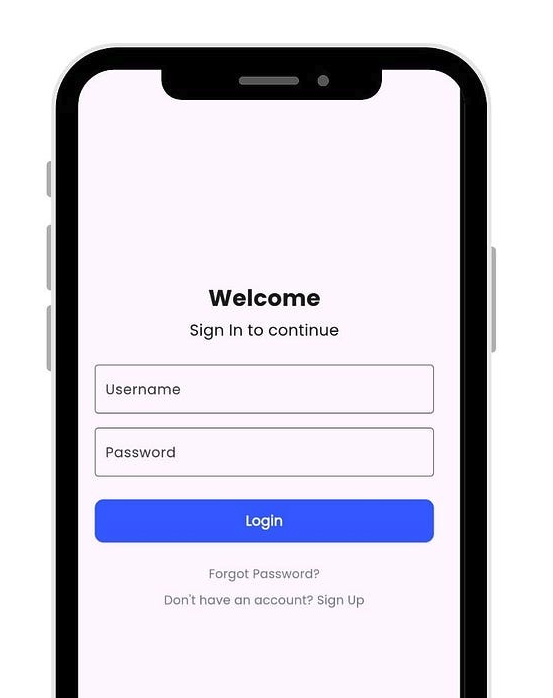 Welcome
Sign In to continue
Username
Password
Login
Forgot Password?
Don't have an account? Sign Up